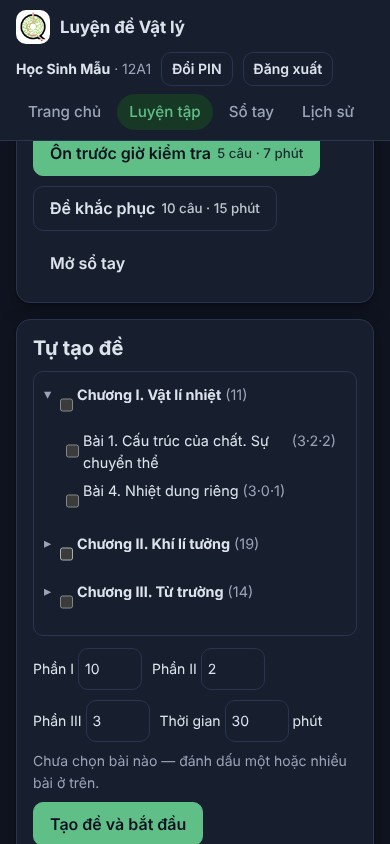 Luyện đề Vật lý
Học Sinh Mẫu · 12A1 Đổi PIN Đăng xuất
Trang chủ Luyện tập Sổ tay Lịch sử
Ôn trước giờ kiểm tra 5 câu · 7 phút
Đề khắc phục 10 câu · 15 phút
Mở sổ tay
Tự tạo đề
▾ Chương I. Vật lí nhiệt (11)
Bài 1. Cấu trúc của chất. Sự (3·2·2)
chuyển thể
Bài 4. Nhiệt dung riêng (3·0·1)
▸ Chương II. Khí lí tưởng (19)
▸ Chương III. Từ trường (14)
Phần I 10 Phần II 2
Phần III 3 Thời gian 30 phút
Chưa chọn bài nào — đánh dấu một hoặc nhiều
bài ở trên.
Tạo đề và bắt đầu